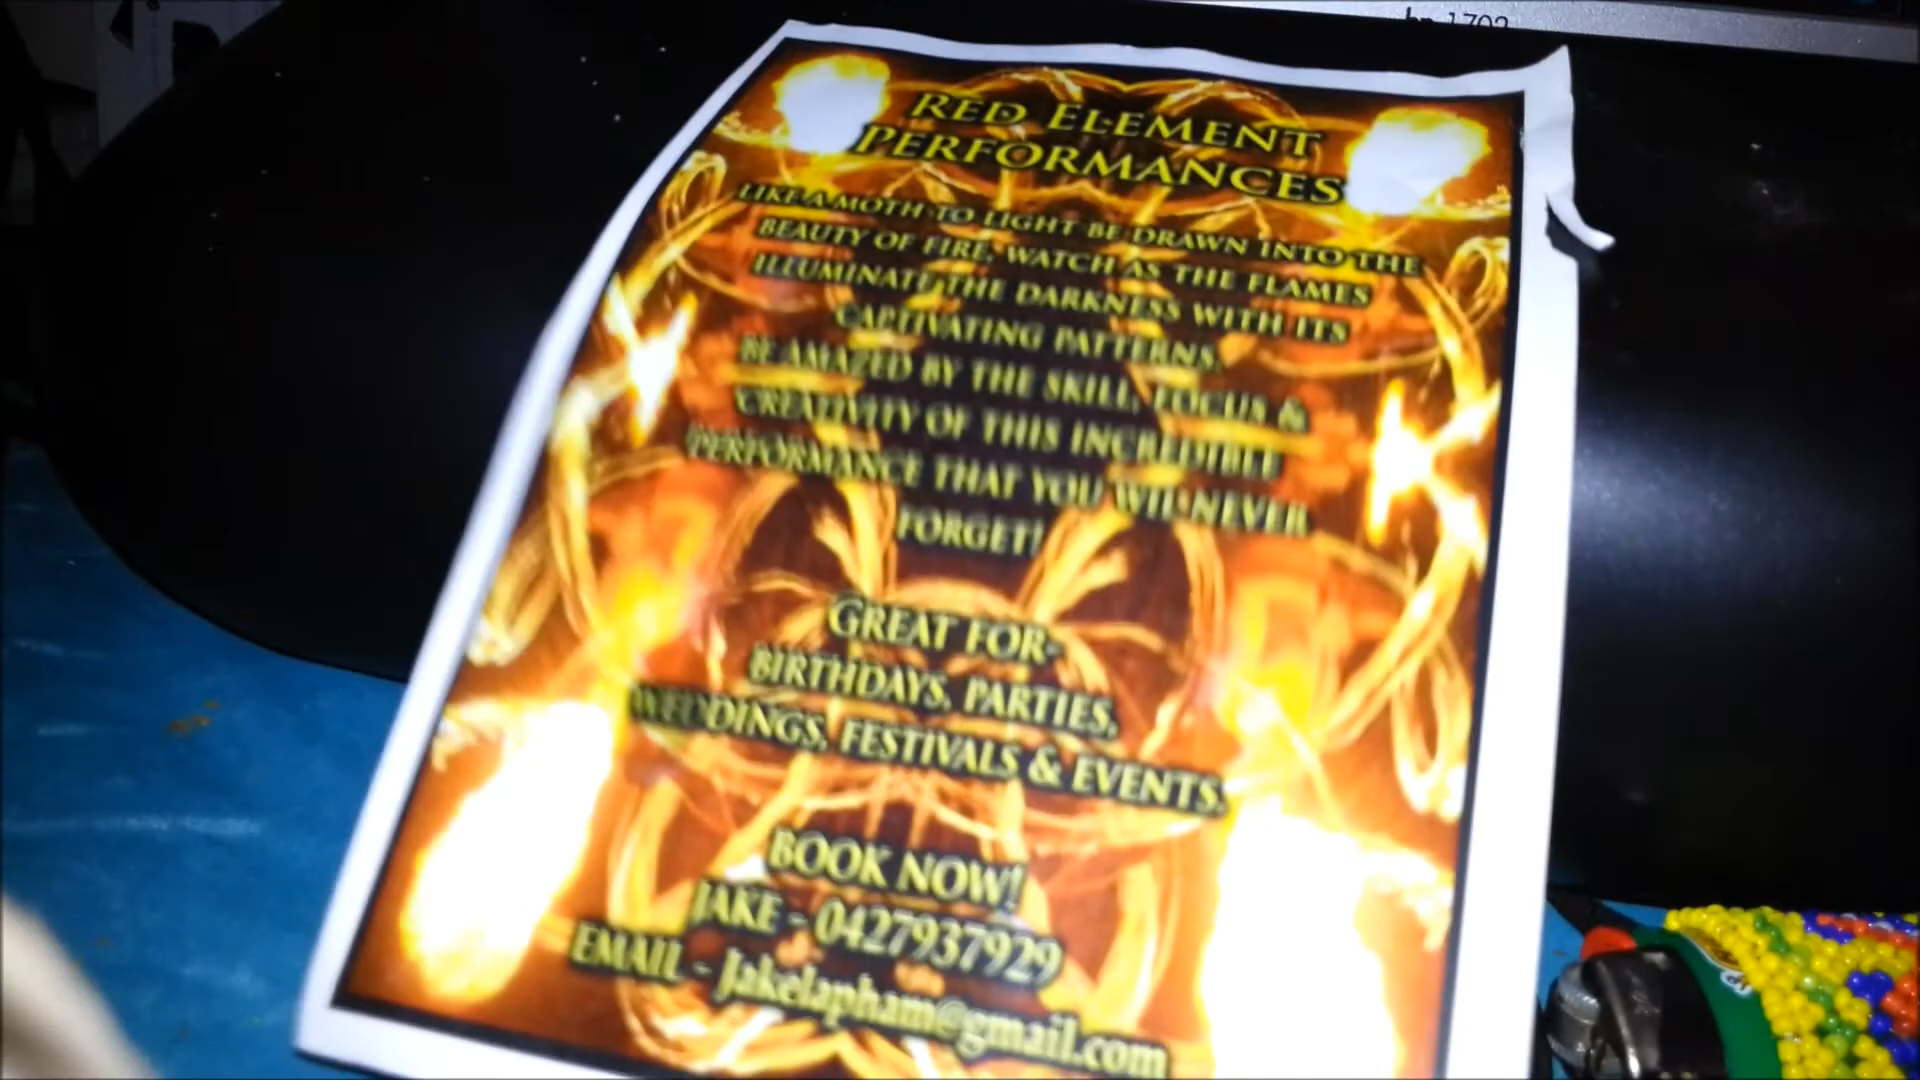 RED ELEMENT
PERFORMANCES
LIKE A MOTH TO LIGHT BE DRAWN INTO THE
BEAUTY OF FIRE, WATCH AS THE FLAMES
ILLUMINATE THE DARKNESS WITH ITS
CAPTIVATING PATTERNS.
BE AMAZED BY THE SKILL, FOCUS &
CREATIVITY OF THIS INCREDIBLE
PERFORMANCE THAT YOU WIL NEVER
FORGET!
GREAT FOR-
BIRTHDAYS, PARTIES,
WEDDINGS, FESTIVALS & EVENTS.
BOOK NOW!
JAKE - 0427937929
EMAIL - Jakelapham@gmail.com